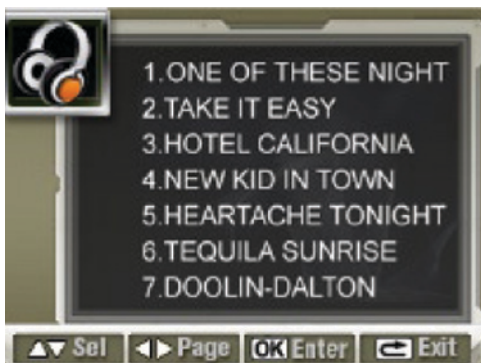 1.ONE OF THESE NIGHT
2.TAKE IT EASY
3.HOTEL CALIFORNIA
4.NEW KID IN TOWN
5.HEARTACHE TONIGHT
6.TEQUILA SUNRISE
7.DOOLIN-DALTON
Sel Page OK Enter Exit